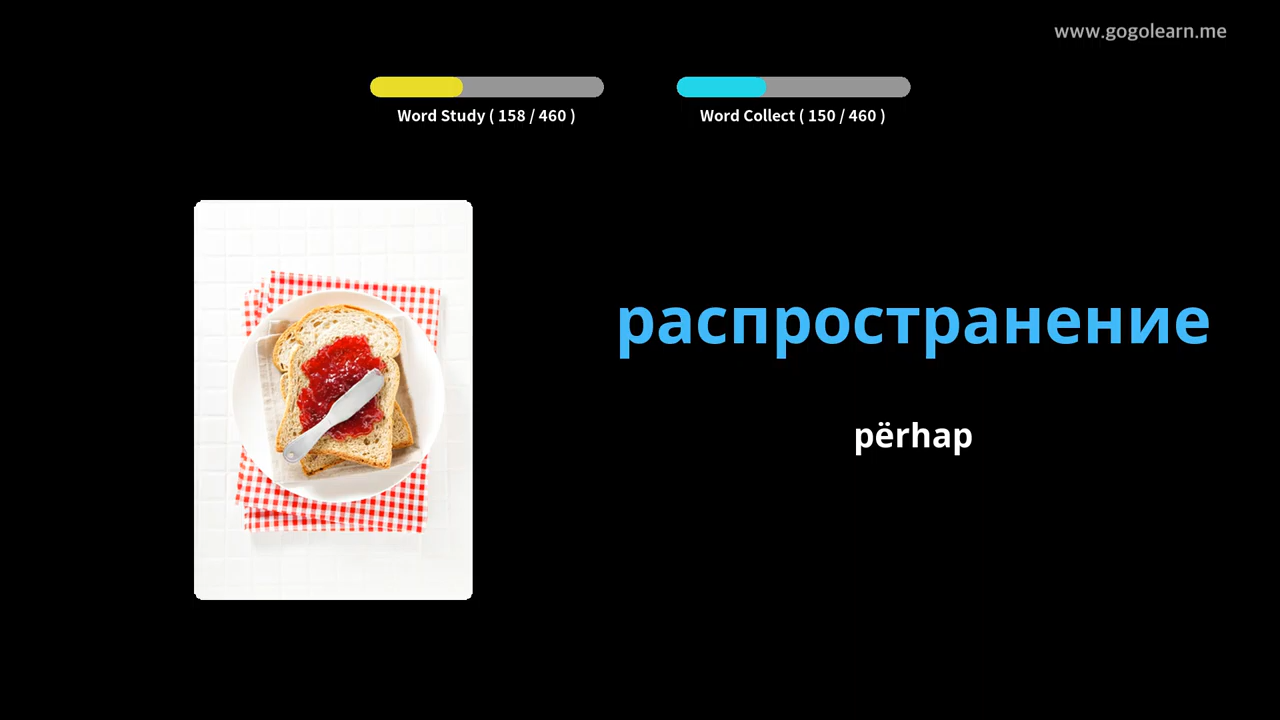 www.gogolearn.me
Word Study ( 158 / 460 )
Word Collect ( 150 / 460 )
распространение
përhap